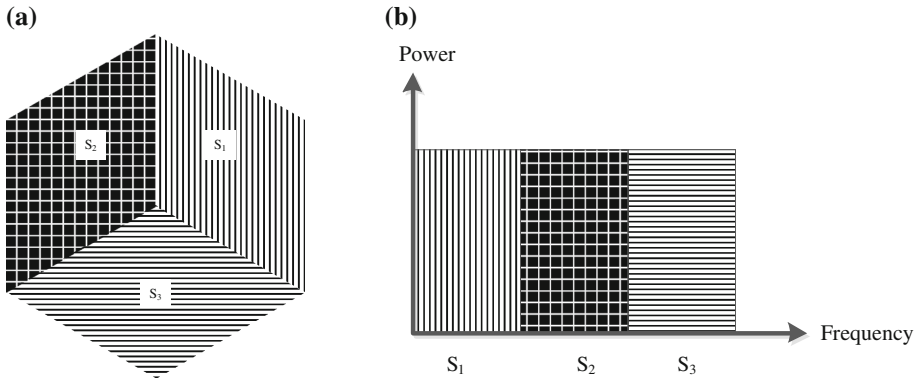 (a)
S₂
S₁
S₃
(b)
Power
Frequency
S₁
S₂
S₃